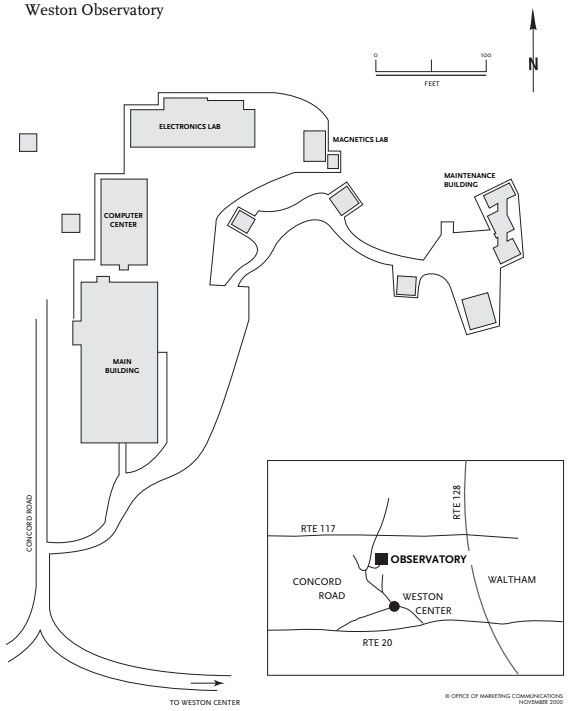 Weston Observatory
0 100
FEET
N
ELECTRONICS LAB
MAGNETICS LAB
MAINTENANCE
BUILDING
COMPUTER
CENTER
MAIN
BUILDING
CONCORD ROAD
TO WESTON CENTER
RTE 128
RTE 117
OBSERVATORY
CONCORD
ROAD
WALTHAM
WESTON
CENTER
RTE 20
© OFFICE OF MARKETING COMMUNICATIONS
NOVEMBER 2000